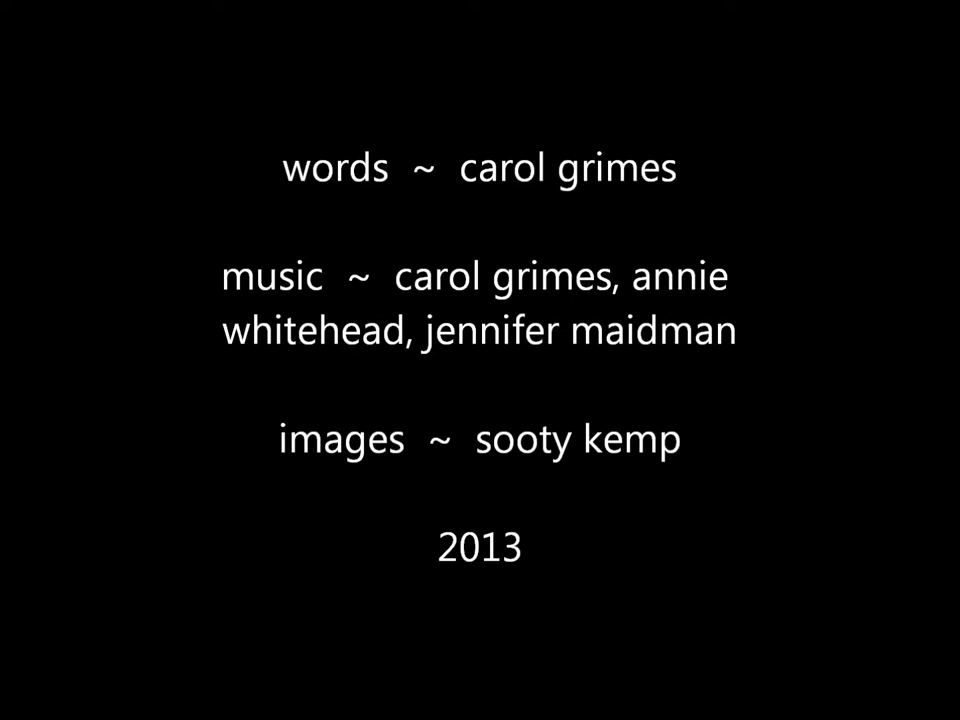 words ~ carol grimes
music ~ carol grimes, annie
whitehead, jennifer maidman
images ~ sooty kemp
2013